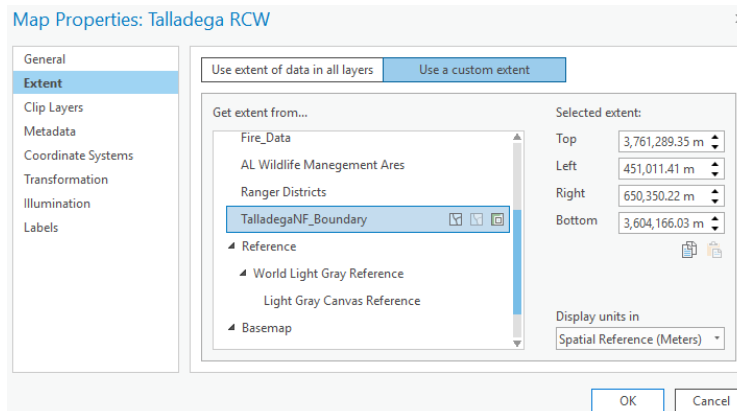 Map Properties: Talladega RCW
General
Extent
Clip Layers
Metadata
Coordinate Systems
Transformation
Illumination
Labels
Use extent of data in all layers
Use a custom extent
Get extent from...
Fire_Data
AL Wildlife Manegement Ares
Ranger Districts
TalladegaNF_Boundary
Reference
World Light Gray Reference
Light Gray Canvas Reference
Basemap
Selected extent:
Top 3,761,289.35 m
Left 451,011.41 m
Right 650,350.22 m
Bottom 3,604,166.03 m
Display units in
Spatial Reference (Meters)
OK Cancel